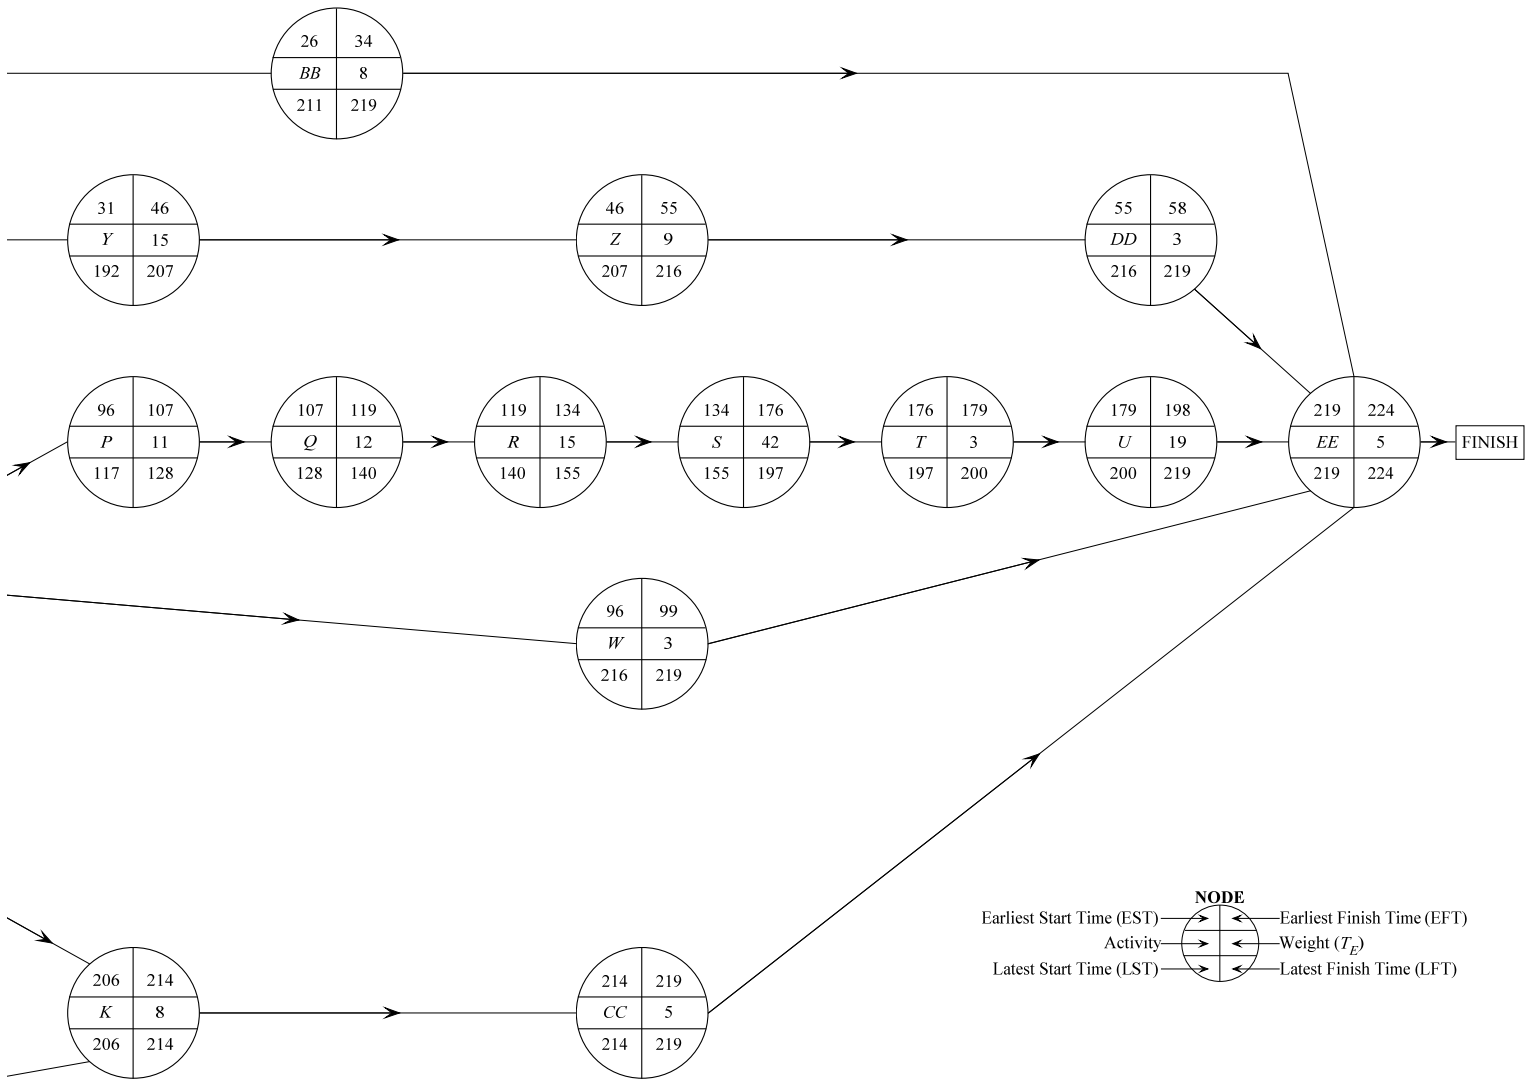 26 34
BB 8
211 219
31 46
Y 15
192 207
46 55
Z 9
207 216
55 58
DD 3
216 219
96 107
P 11
117 128
107 119
Q 12
128 140
119 134
R 15
140 155
134 176
S 42
155 197
176 179
T 3
197 200
179 198
U 19
200 219
219 224
EE 5
219 224
FINISH
96 99
W 3
216 219
206 214
K 8
206 214
214 219
CC 5
214 219
NODE
Earliest Start Time (EST) Earliest Finish Time (EFT)
Activity Weight (TE)
Latest Start Time (LST) Latest Finish Time (LFT)